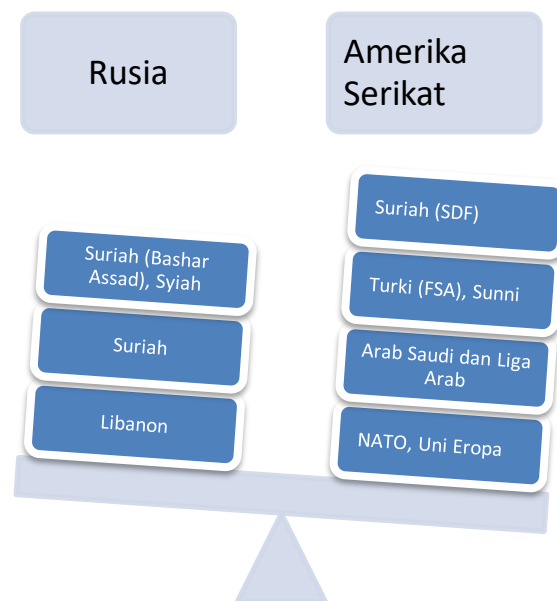 Rusia
Amerika
Serikat
Suriah (Bashar
Assad), Syiah
Suriah
Libanon
Suriah (SDF)
Turki (FSA), Sunni
Arab Saudi dan Liga
Arab
NATO, Uni Eropa